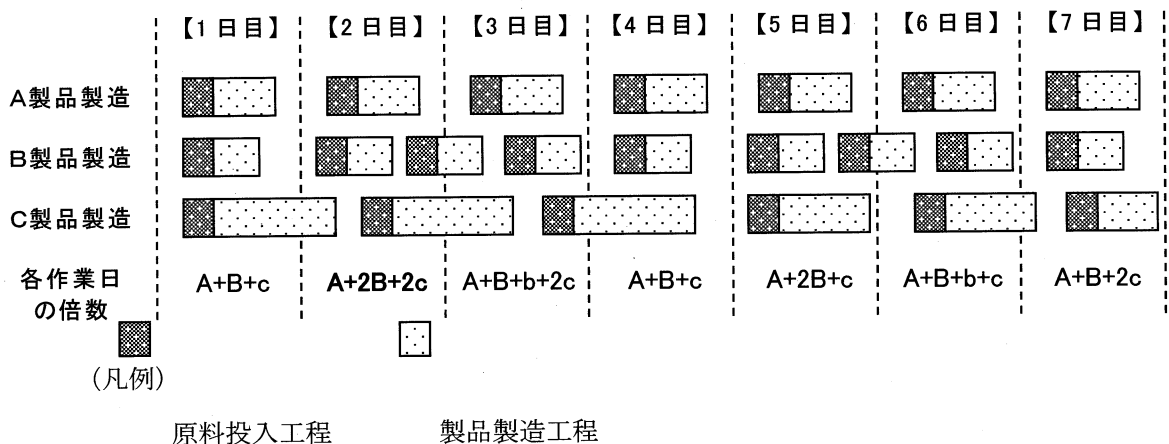 【1日目】 【2日目】 【3日目】 【4日目】 【5日目】 【6日目】 【7日目】
A製品製造
B製品製造
C製品製造
各作業日 A+B+c A+2B+2c A+B+b+2c A+B+c A+2B+c A+B+b+c A+B+2c
の倍数
(凡例)
原料投入工程 製品製造工程